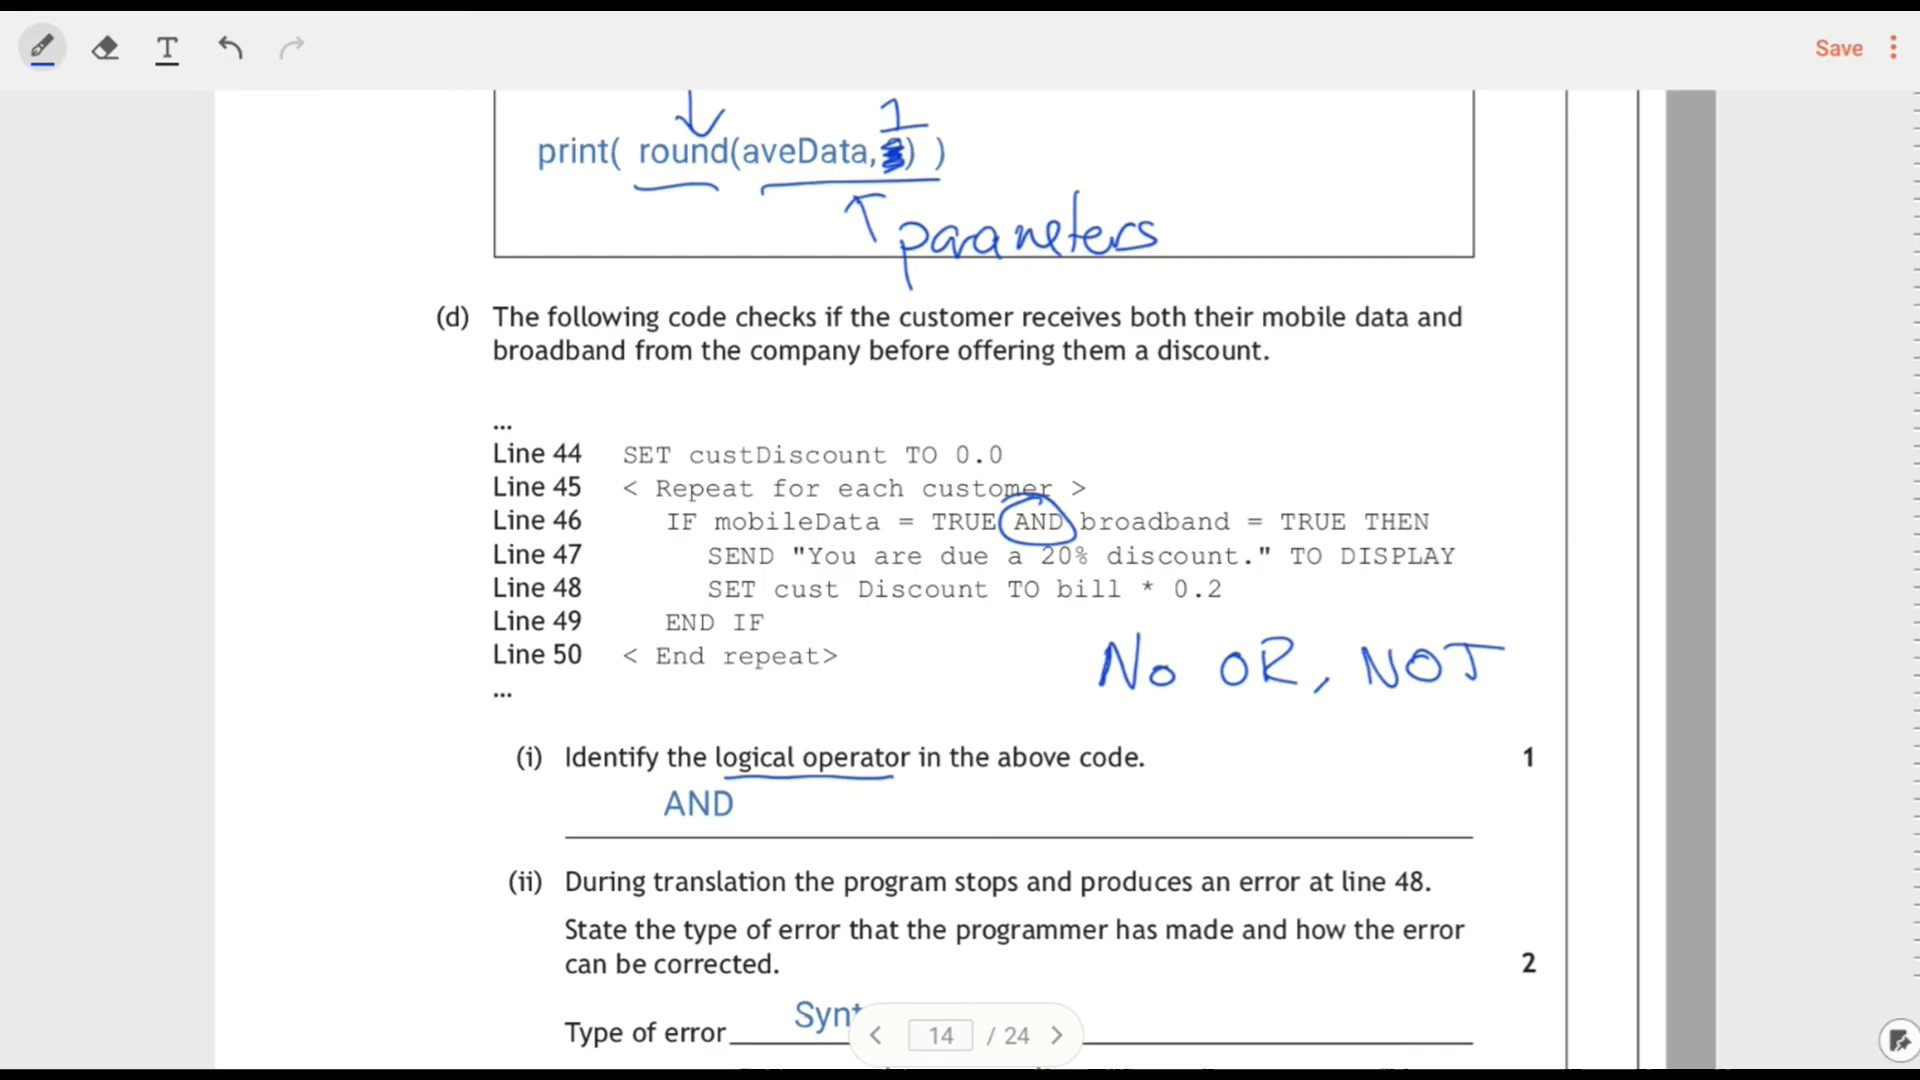 Save
1
print( round(aveData, ) )
parameters
(d) The following code checks if the customer receives both their mobile data and
broadband from the company before offering them a discount.
...
Line 44 SET custDiscount TO 0.0
Line 45 < Repeat for each customer >
Line 46 IF mobileData = TRUE AND broadband = TRUE THEN
Line 47 SEND "You are due a 20% discount." TO DISPLAY
Line 48 SET cust Discount TO bill * 0.2
Line 49 END IF
Line 50 < End repeat>
No OR, NOT
...
(i) Identify the logical operator in the above code. 1
AND
(ii) During translation the program stops and produces an error at line 48.
State the type of error that the programmer has made and how the error
can be corrected. 2
Type of error
14 / 24